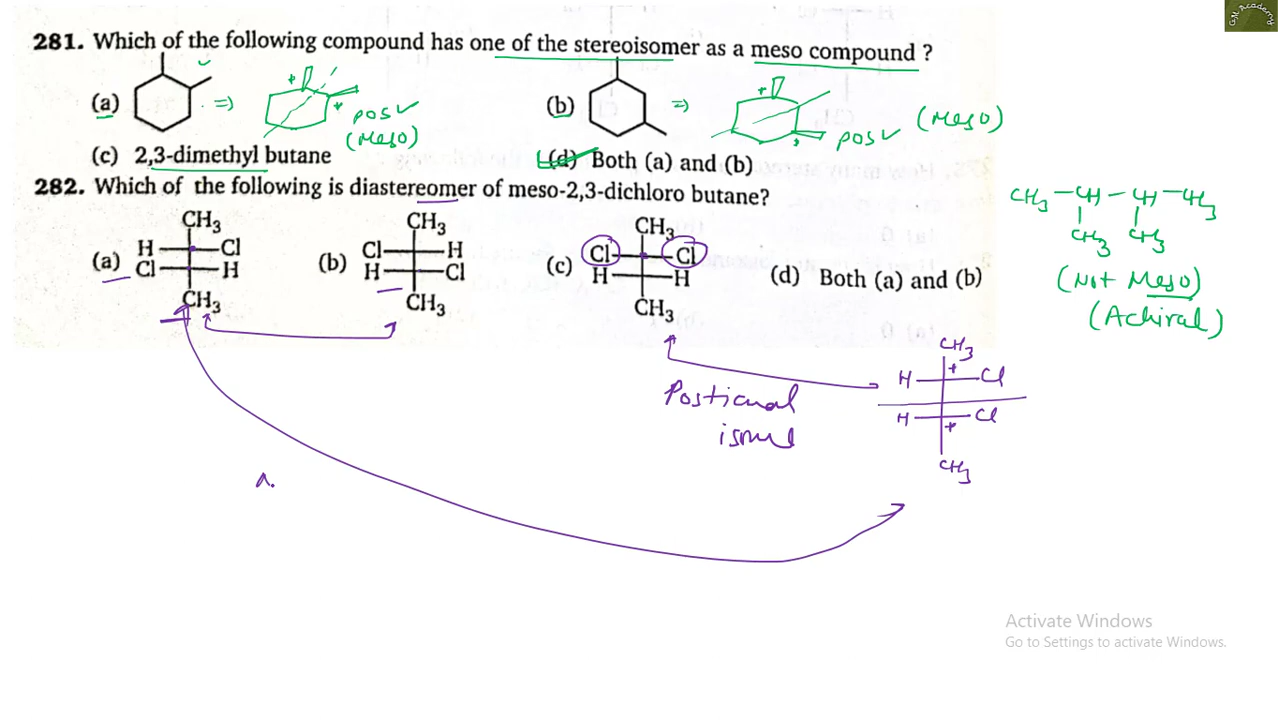 G.M. Academy
281. Which of the following compound has one of the stereoisomer as a meso compound ?
(a) => + + pos ✓ (Meso)
(b) => + + pos ✓ (Meso)
(c) 2,3-dimethyl butane
(d) Both (a) and (b)
282. Which of the following is diastereomer of meso-2,3-dichloro butane?
CH3 – CH – CH – CH3
CH3 CH3
(Not Meso)
(Achiral)
(a) CH3 H Cl Cl H CH3
(b) CH3 Cl H H Cl CH3
(c) CH3 Cl Cl H H CH3
(d) Both (a) and (b)
CH3
H + Cl
H + Cl
CH3
Postional
isme
A.
Activate Windows
Go to Settings to activate Windows.